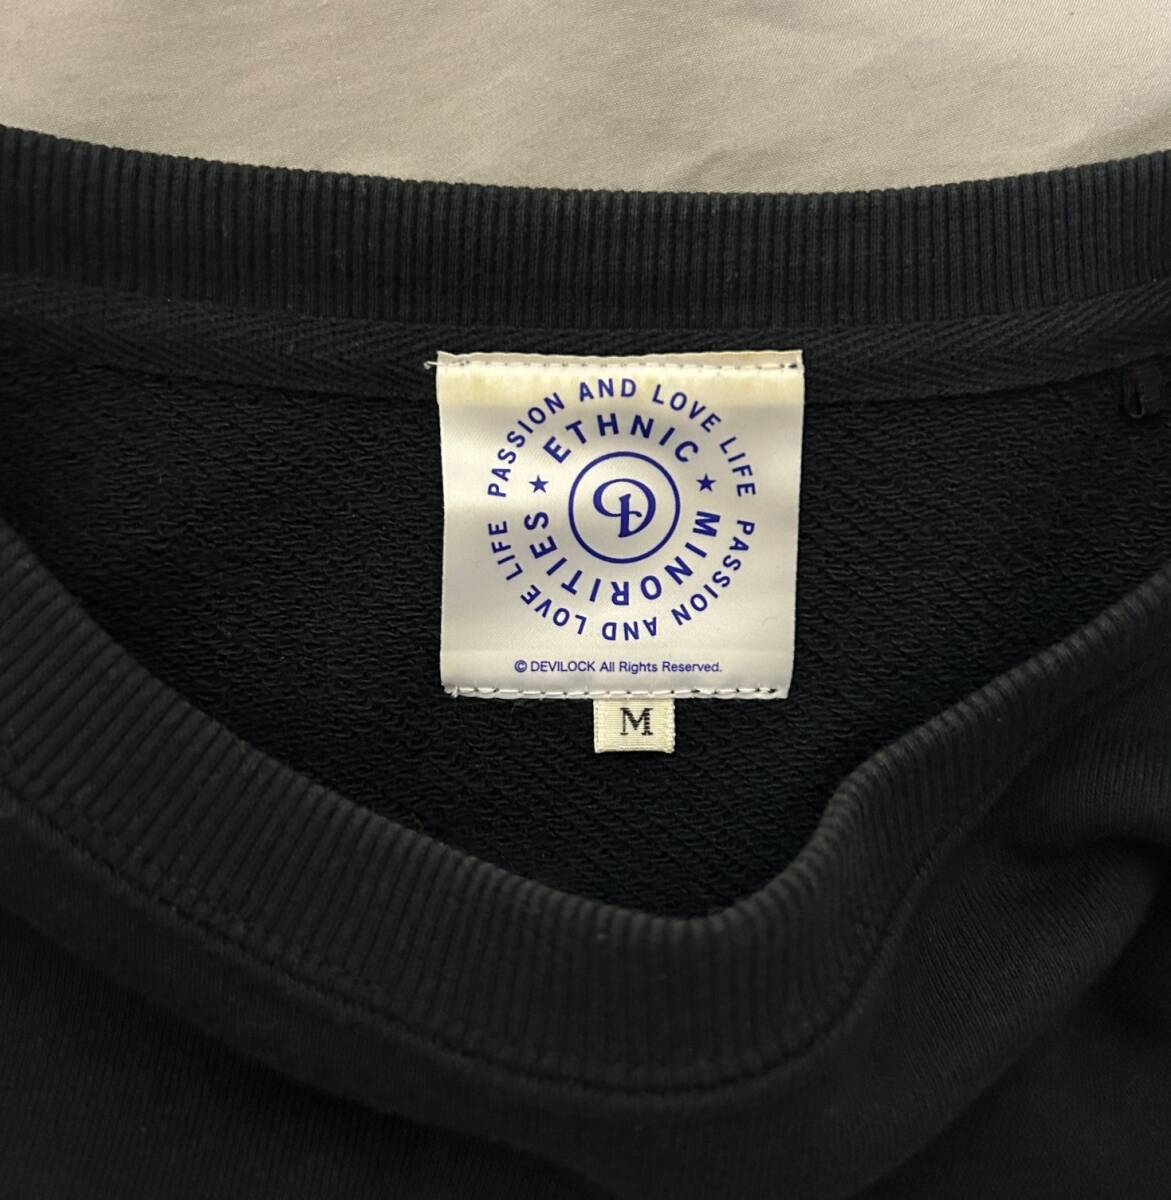 PASSION AND LOVE LIFE PASSION AND LOVE LIFE
ETHNIC ★ MINORITIES ★
D
© DEVILOCK All Rights Reserved.
M